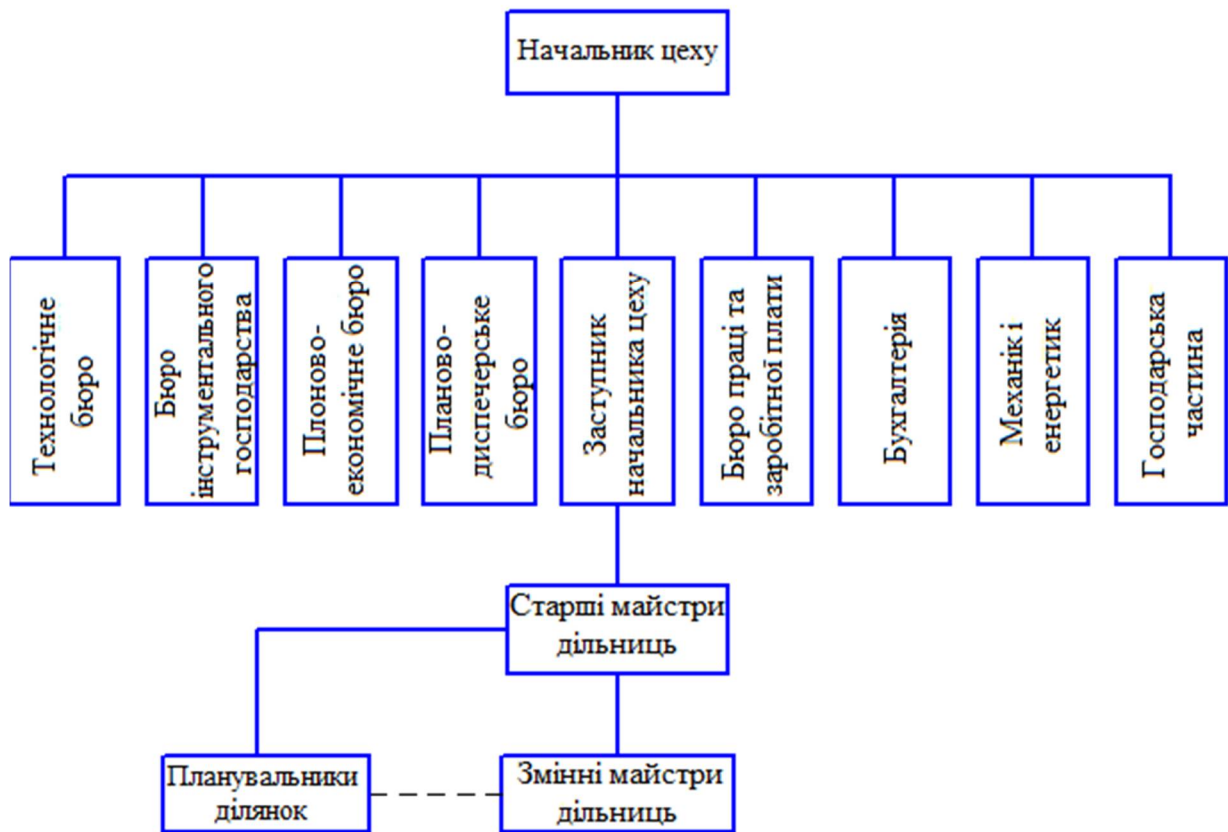 Начальник цеху
Технологічне
бюро
Бюро
інструментального
господарства
Плоново-
економічне бюро
Планово-
диспечерське
бюро
Заступник
начальника цеху
Бюро праці та
заробітної плати
Бухгалтерія
Механік і
енергетик
Господарська
частина
Старші майстри
дільниць
Планувальники
ділянок
Змінні майстри
дільниць